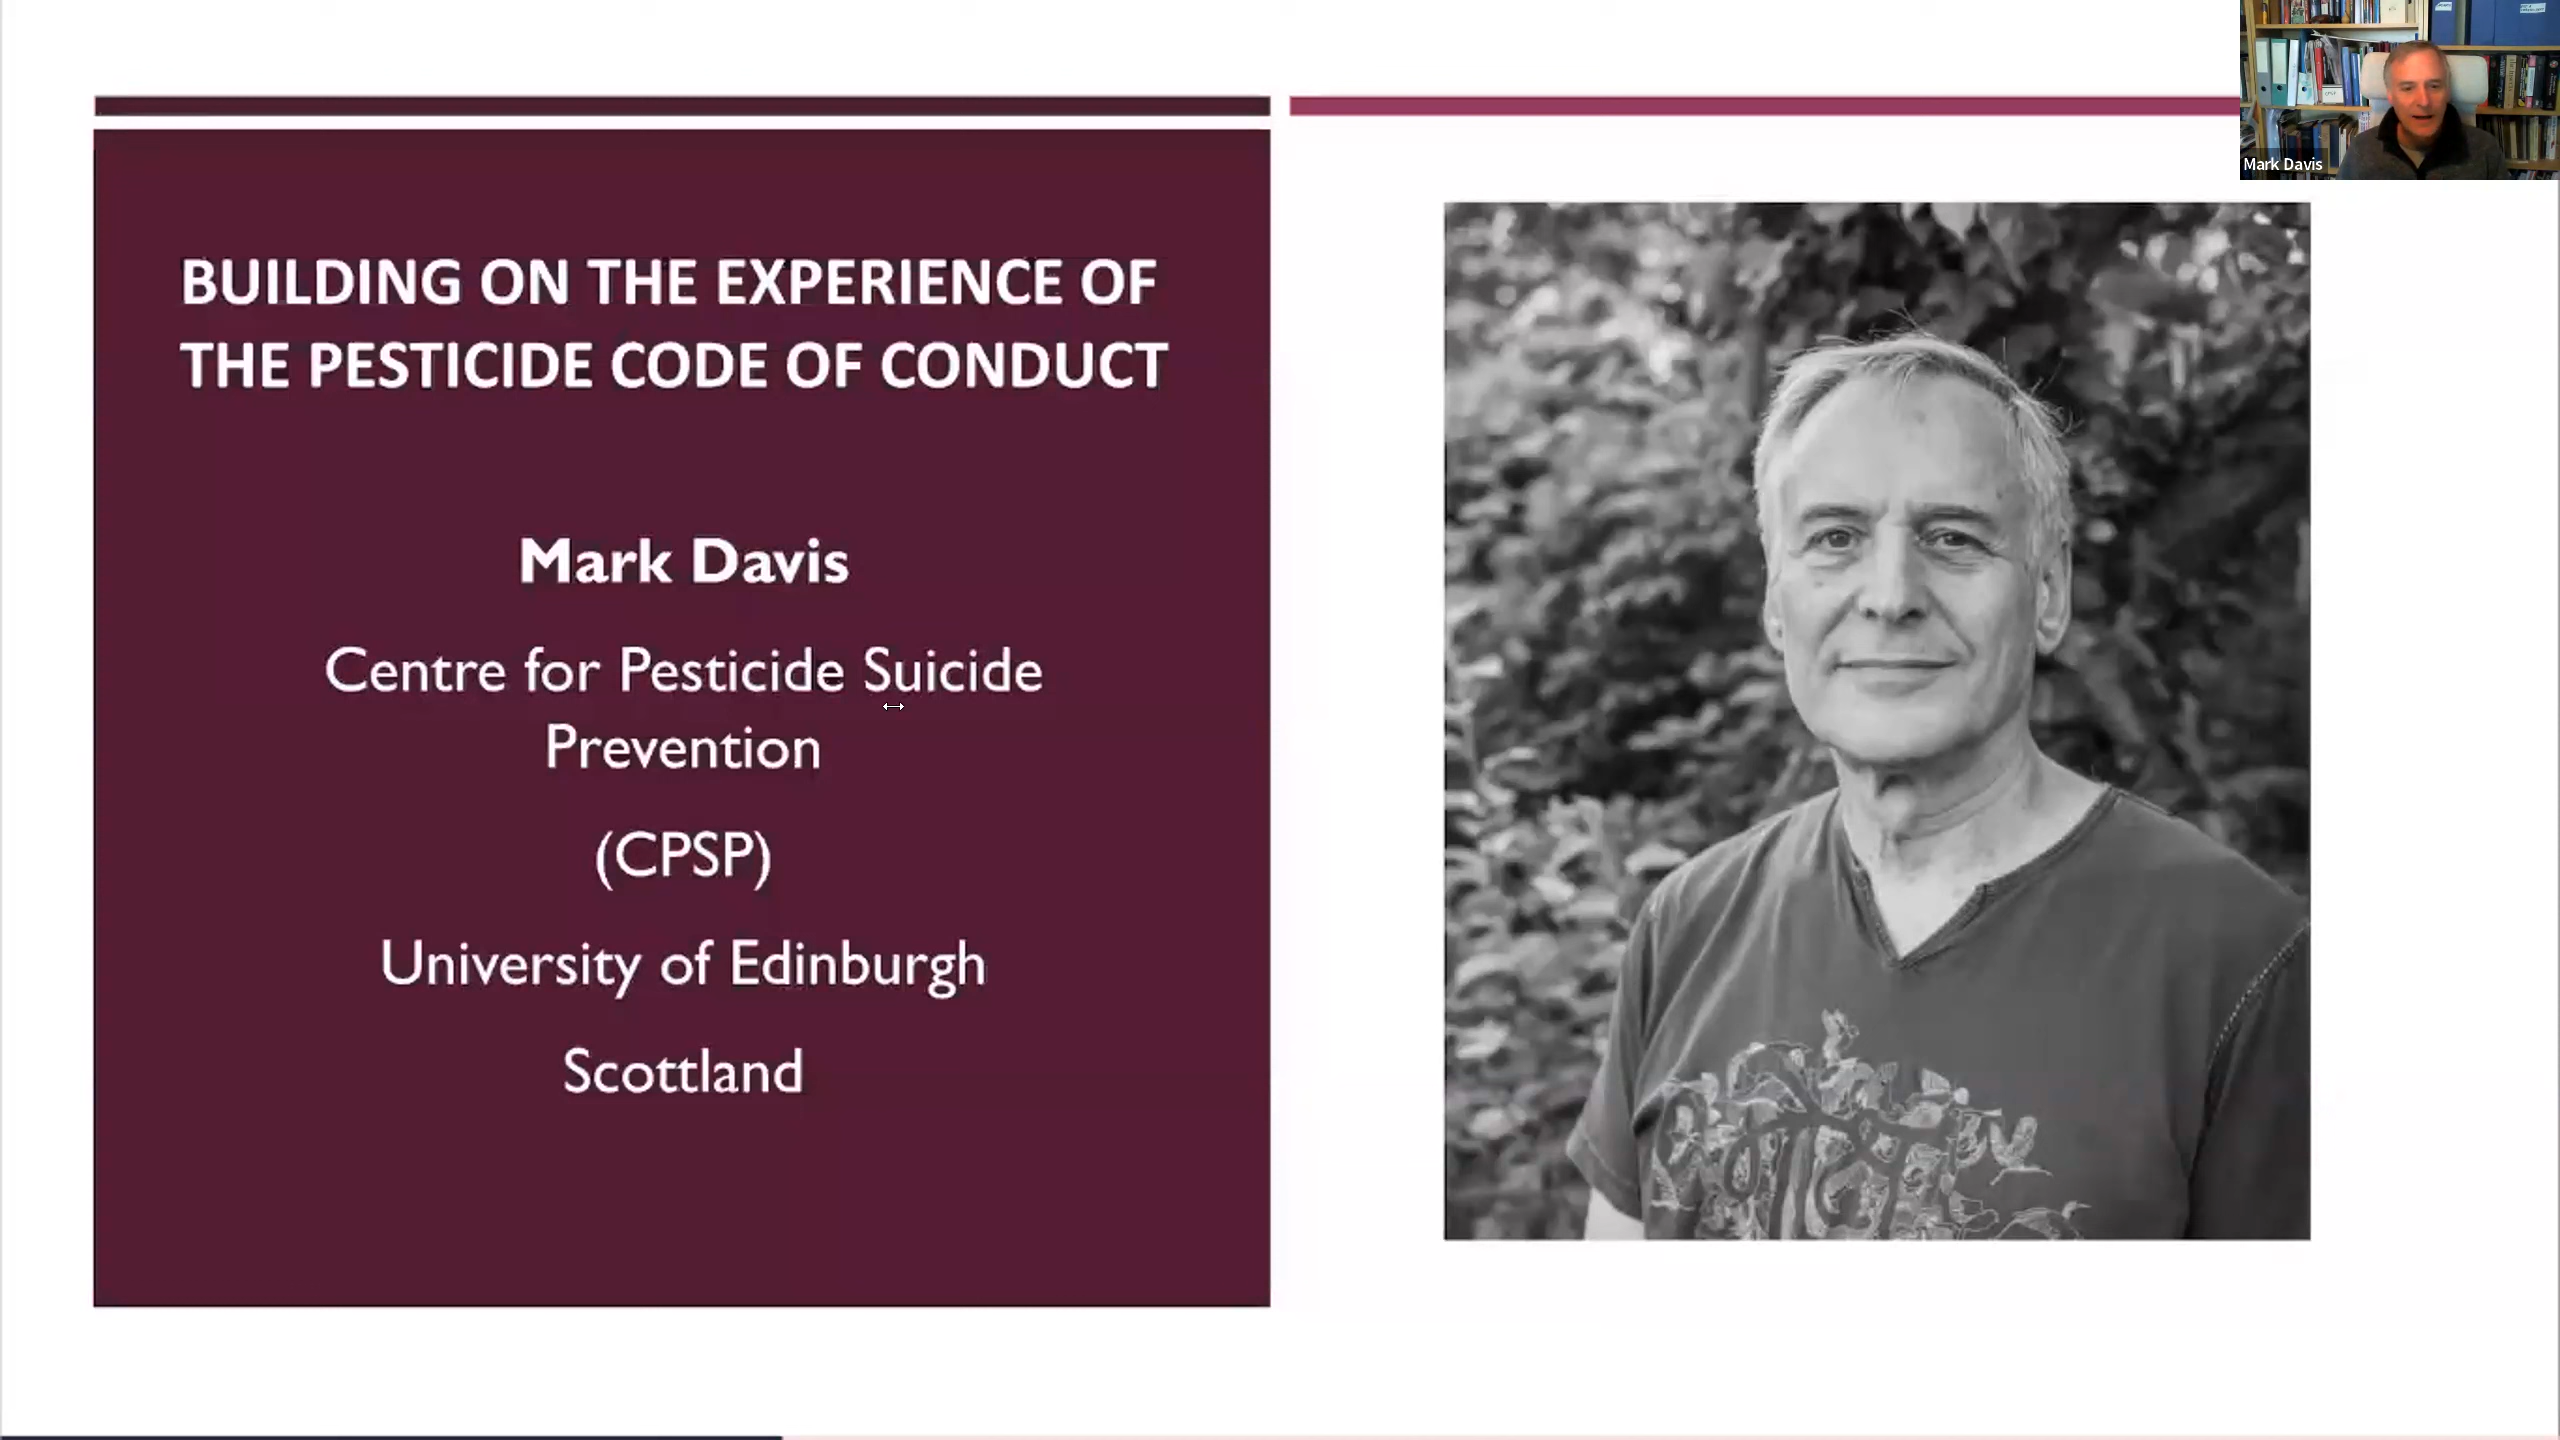 BUILDING ON THE EXPERIENCE OF
THE PESTICIDE CODE OF CONDUCT
Mark Davis
Centre for Pesticide Suicide
Prevention
(CPSP)
University of Edinburgh
Scottland
Mark Davis